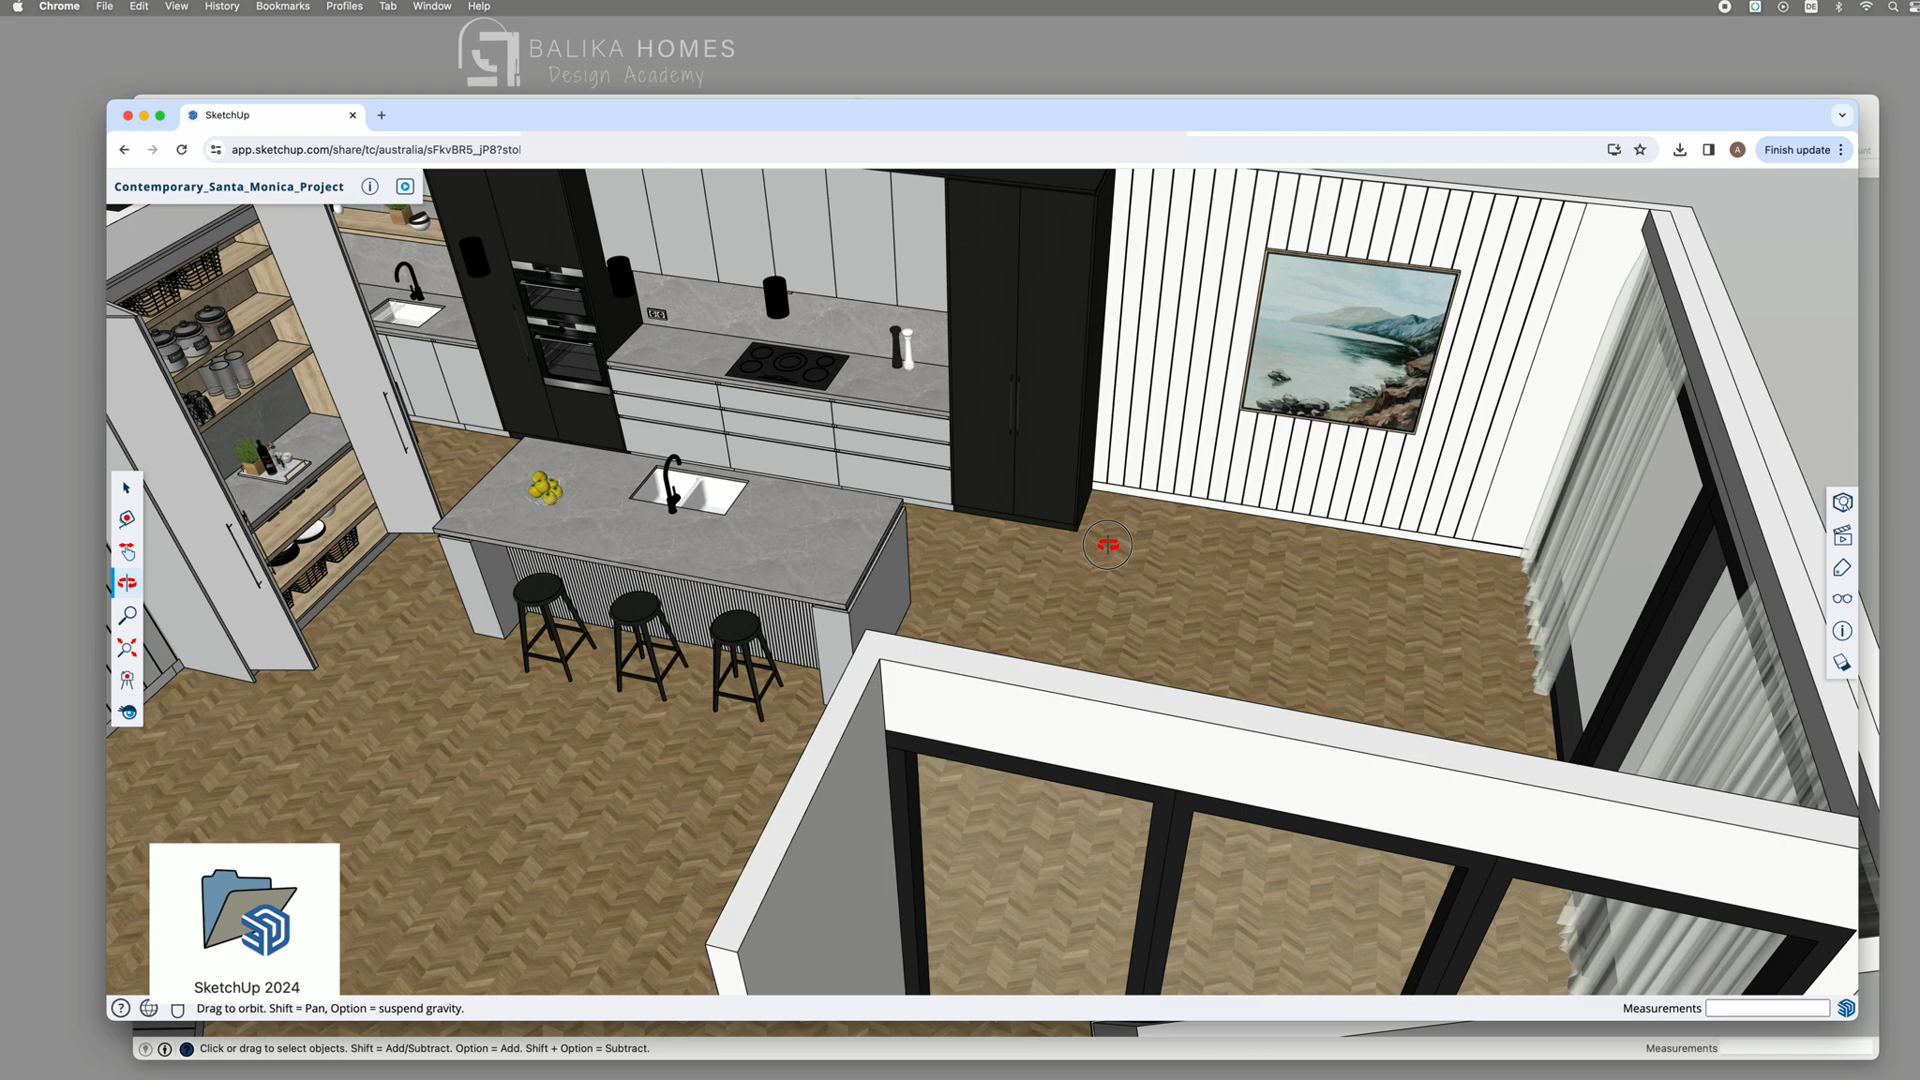 Chrome File Edit View History Bookmarks Profiles Tab Window Help
DE
BALIKA HOMES
Design Academy
SketchUp
app.sketchup.com/share/tc/australia/sFkvBR5_jP8?stol
A
Finish update
Contemporary_Santa_Monica_Project
SketchUp 2024
Drag to orbit. Shift = Pan, Option = suspend gravity.
Measurements
Click or drag to select objects. Shift = Add/Subtract. Option = Add. Shift + Option = Subtract.
Measurements